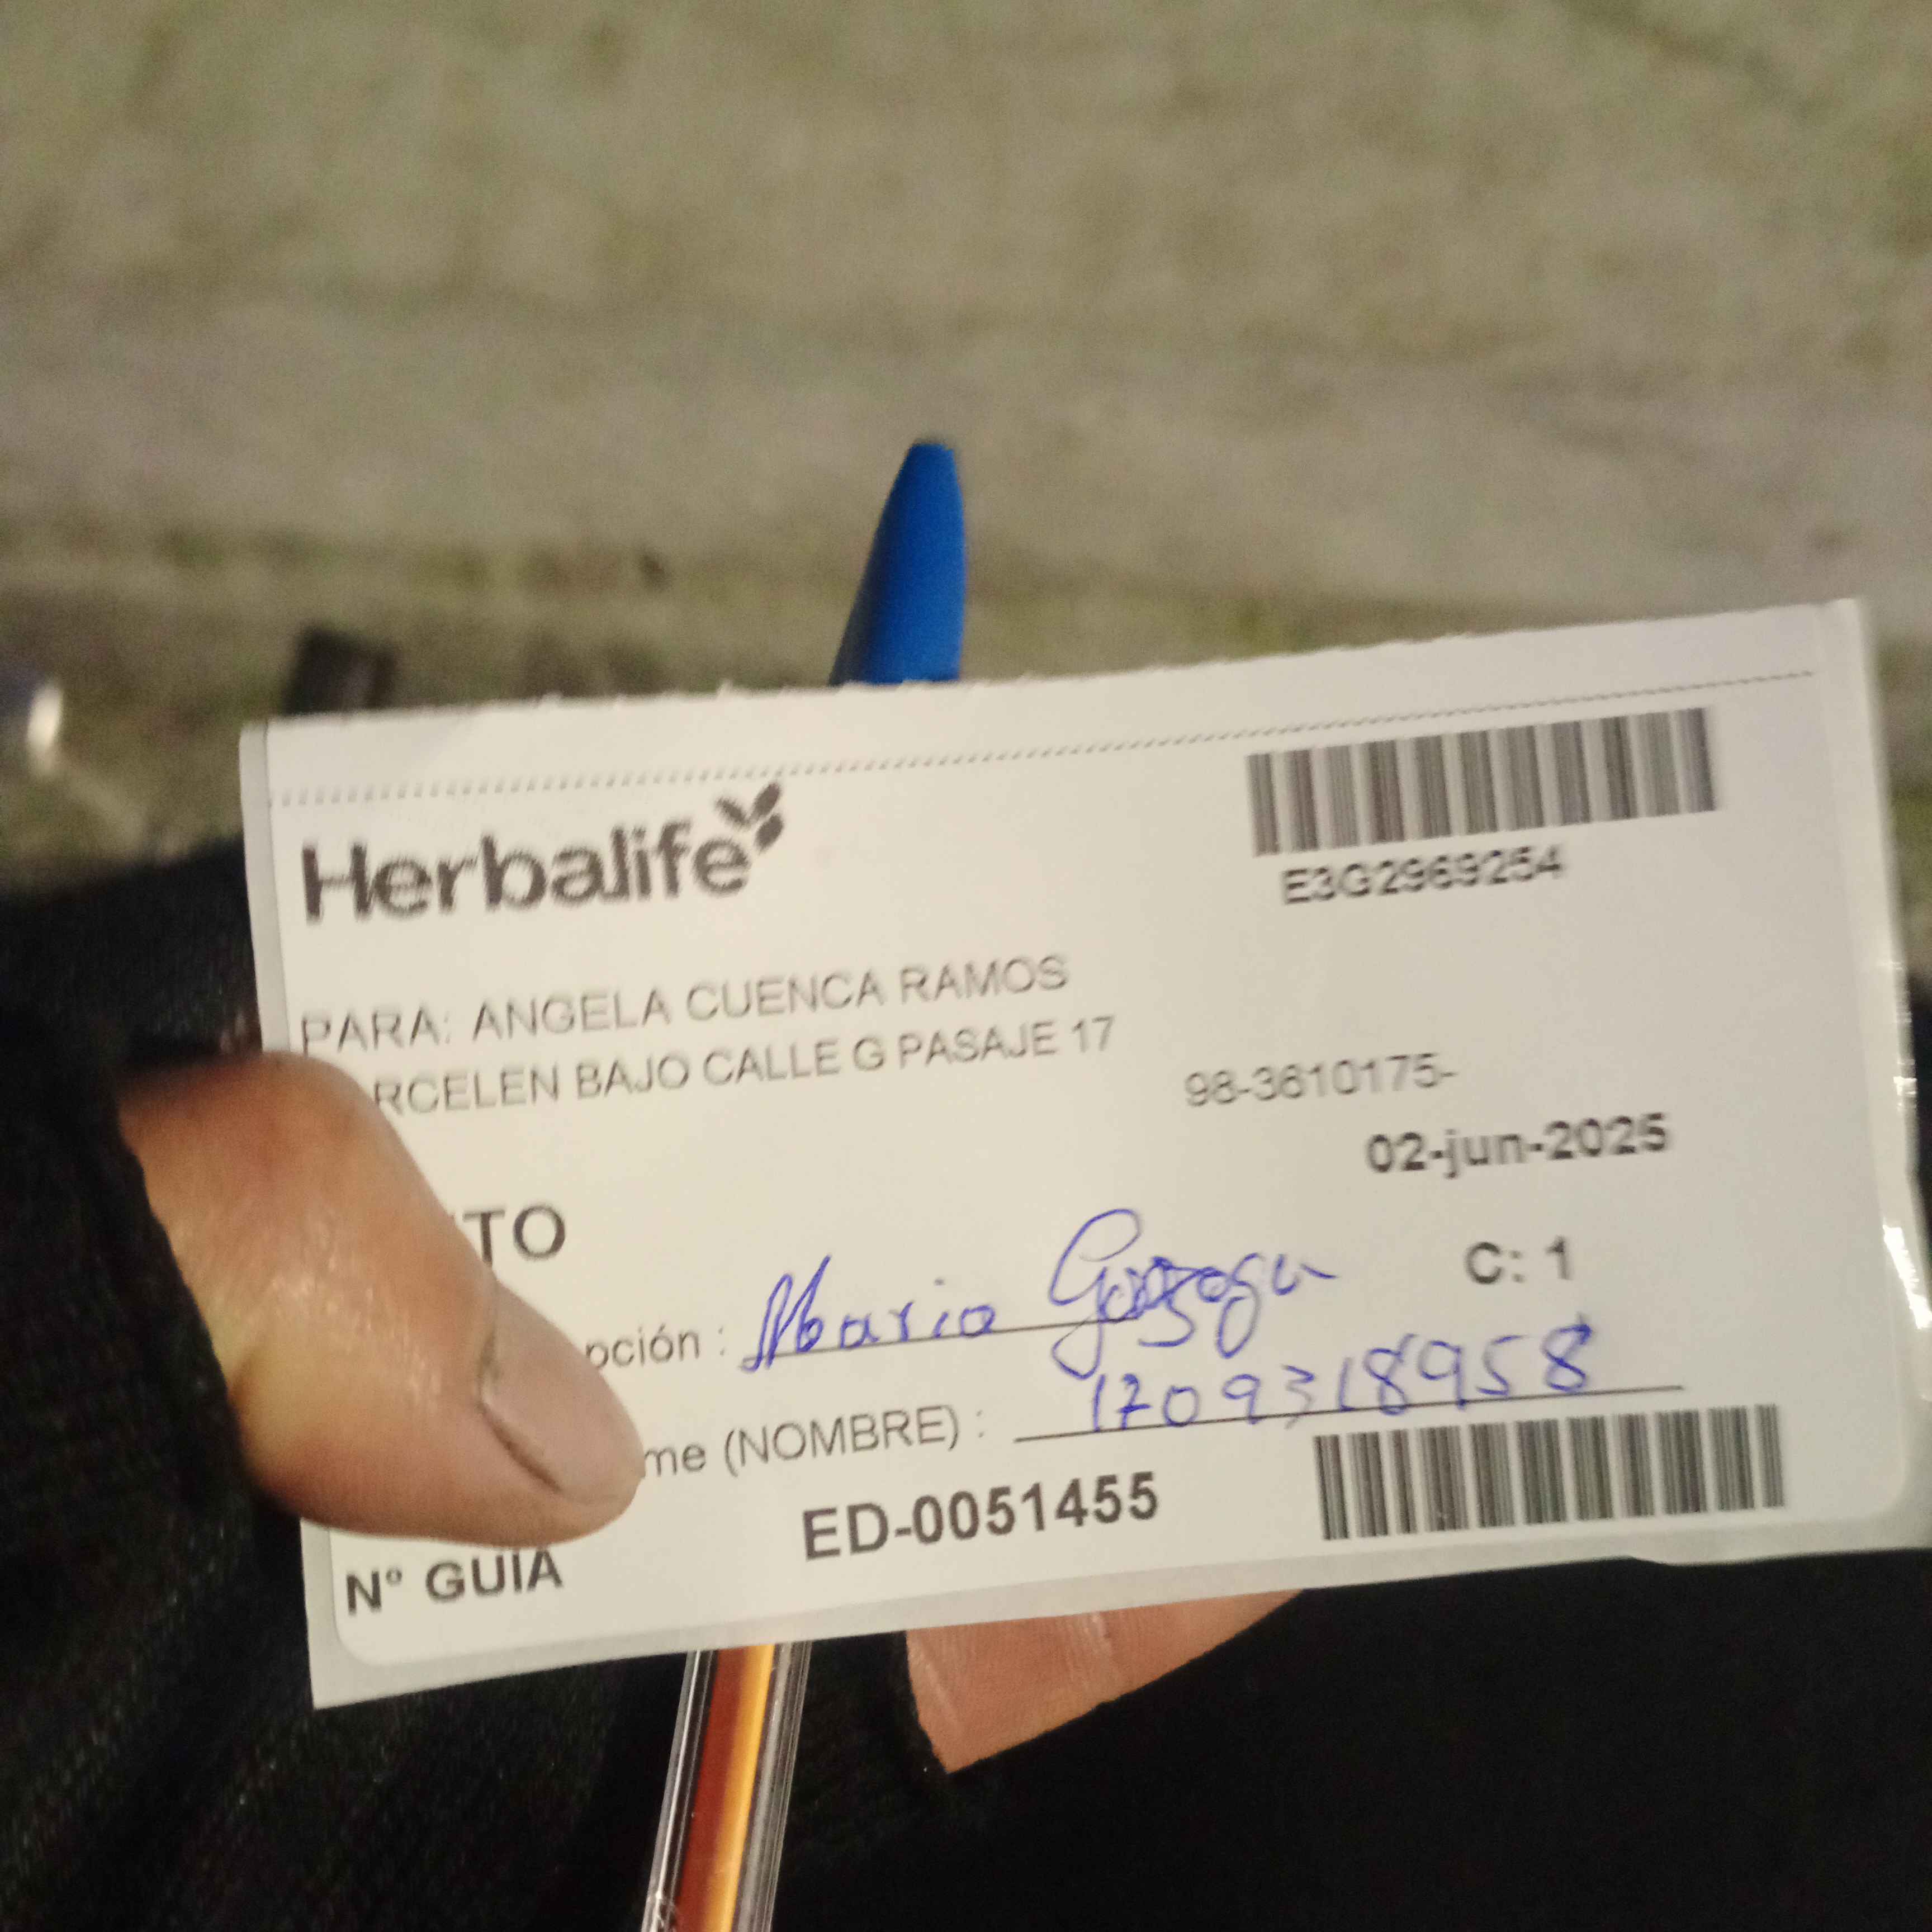 Herbalife
E3G2969254
PARA: ANGELA CUENCA RAMOS
RCELEN BAJO CALLE G PASAJE 17
98-3610175-
02-jun-2025
TO
C: 1
pción : Maria
me (NOMBRE) : 1709318958
Nº GUIA ED-0051455